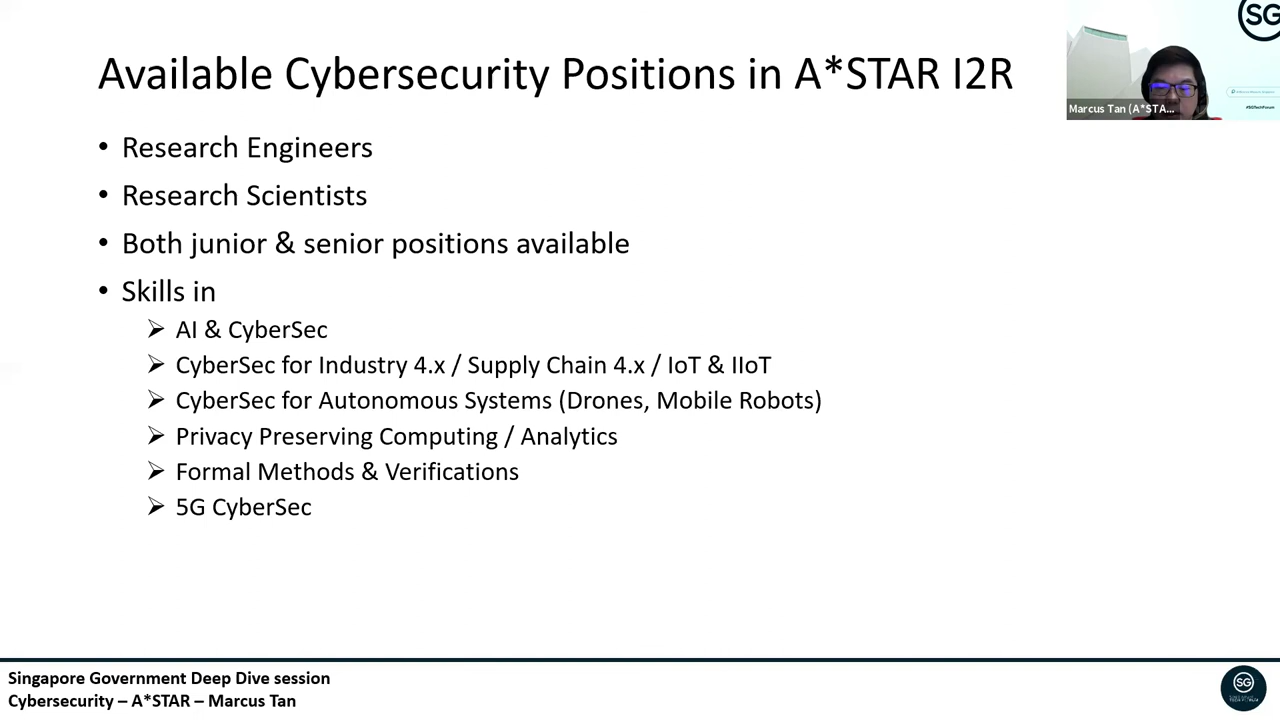 Available Cybersecurity Positions in A*STAR I2R
SG
Marcus Tan (A*STA...
#SGTechForum
• Research Engineers
• Research Scientists
• Both junior & senior positions available
• Skills in
➢ AI & CyberSec
➢ CyberSec for Industry 4.x / Supply Chain 4.x / IoT & IIoT
➢ CyberSec for Autonomous Systems (Drones, Mobile Robots)
➢ Privacy Preserving Computing / Analytics
➢ Formal Methods & Verifications
➢ 5G CyberSec
Singapore Government Deep Dive session
Cybersecurity – A*STAR – Marcus Tan
SG